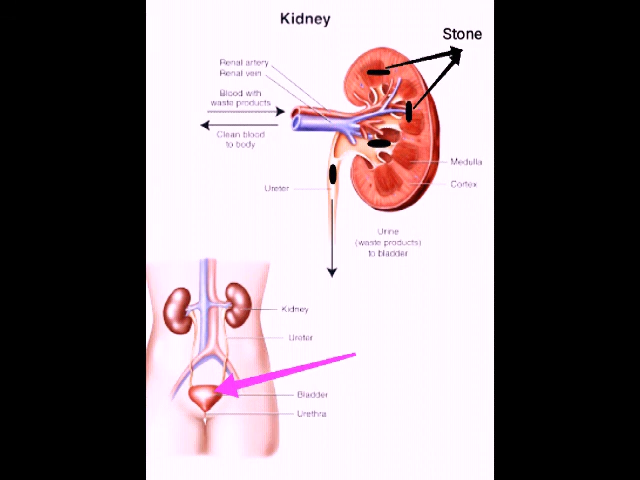 Kidney
Stone
Renal artery
Renal vein
Blood with
waste products
Clean blood
to body
Medulla
Cortex
Ureter
Urine
(waste products)
to bladder
Kidney
Ureter
Bladder
Urethra